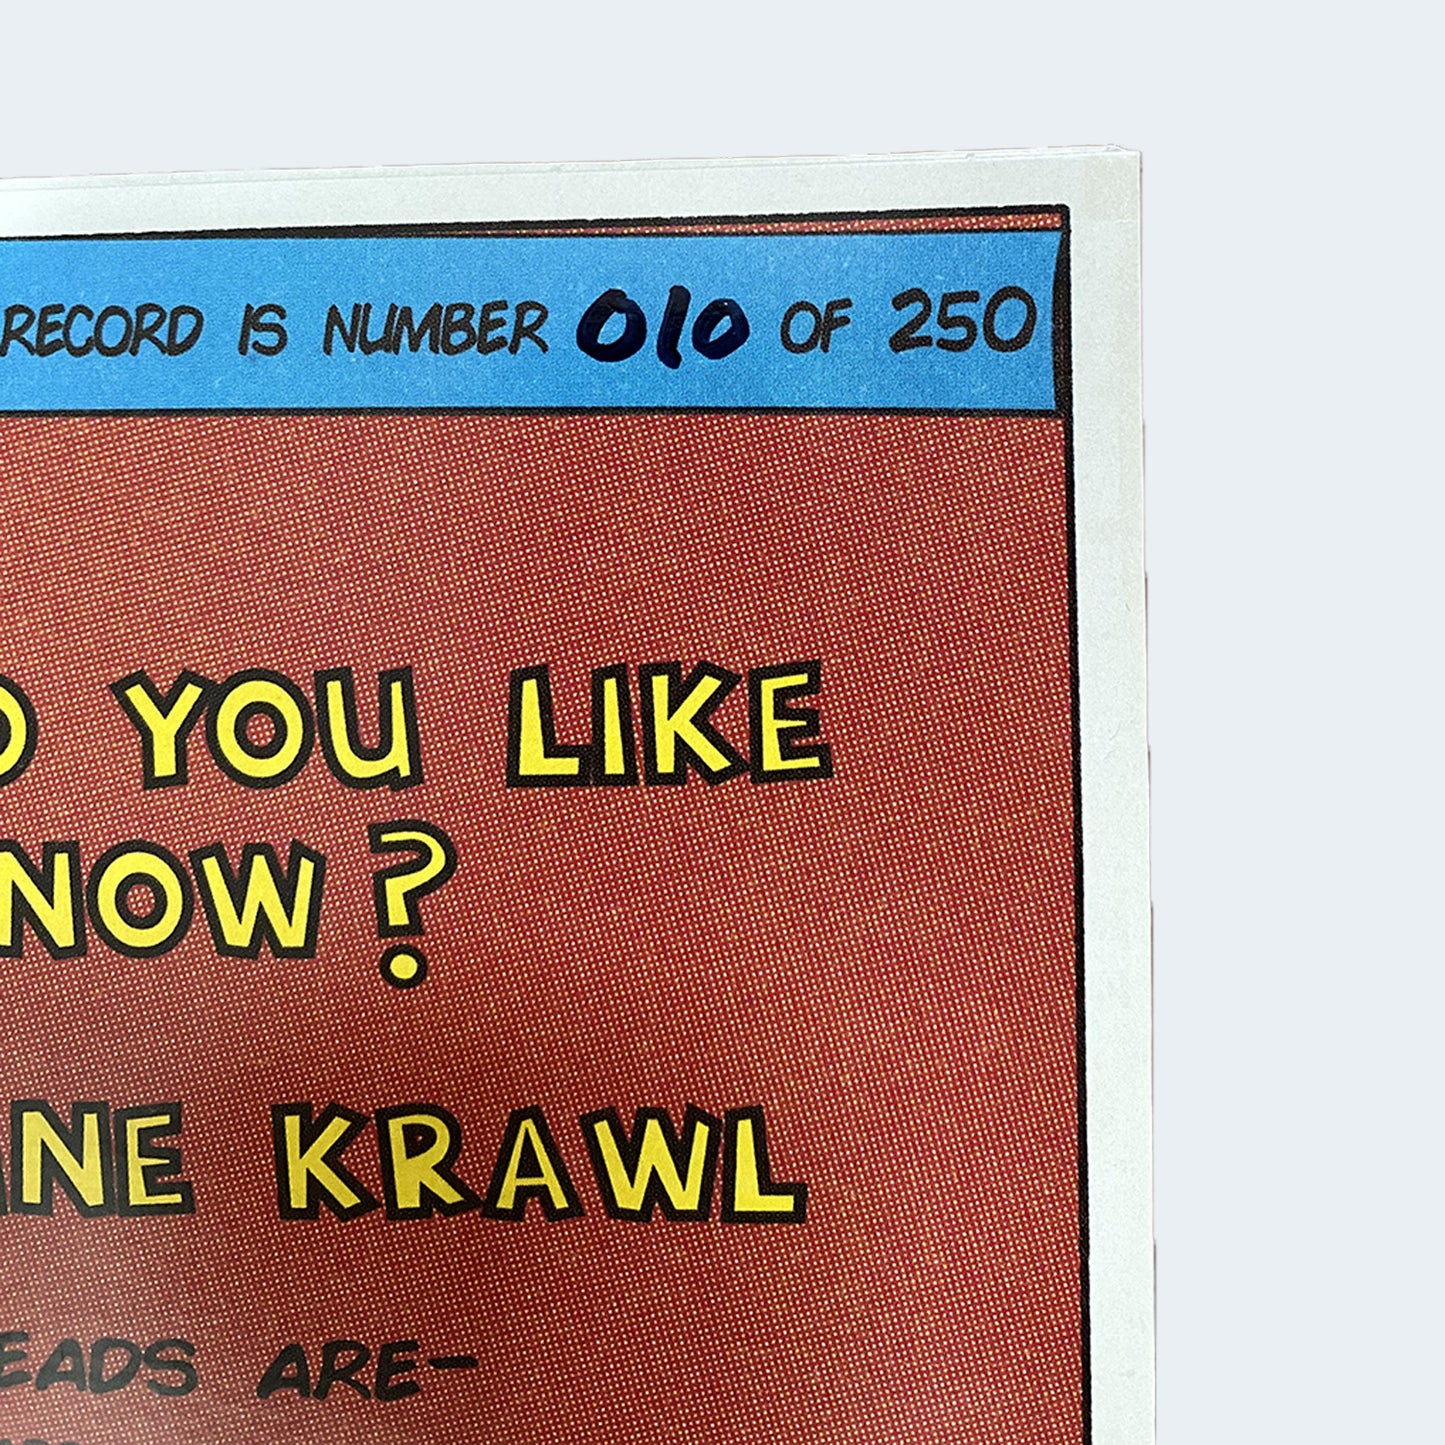 RECORD IS NUMBER 010 OF 250
YOU LIKE
NOW?
KRAWL
ARE-